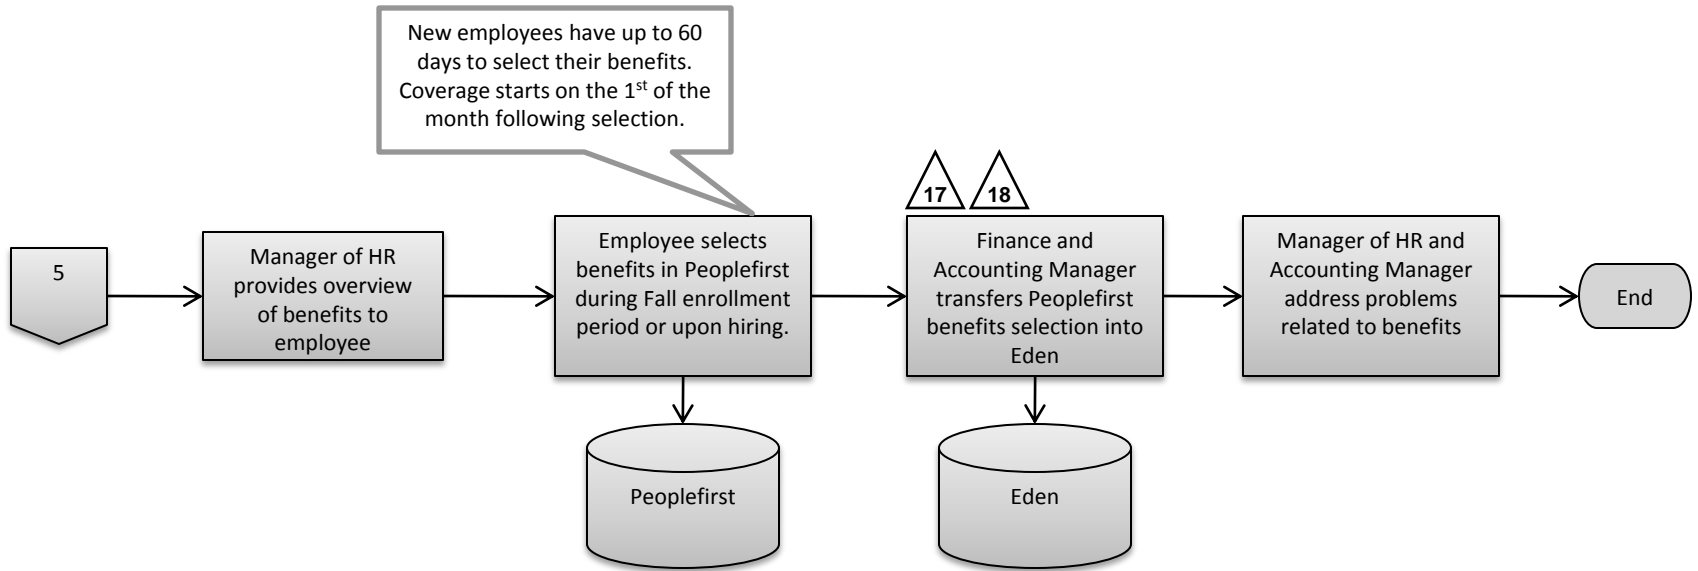 New employees have up to 60
days to select their benefits.
Coverage starts on the 1st of the
month following selection.
17
18
5
Manager of HR
provides overview
of benefits to
employee
Employee selects
benefits in Peoplefirst
during Fall enrollment
period or upon hiring.
Finance and
Accounting Manager
transfers Peoplefirst
benefits selection into
Eden
Manager of HR and
Accounting Manager
address problems
related to benefits
End
Peoplefirst
Eden